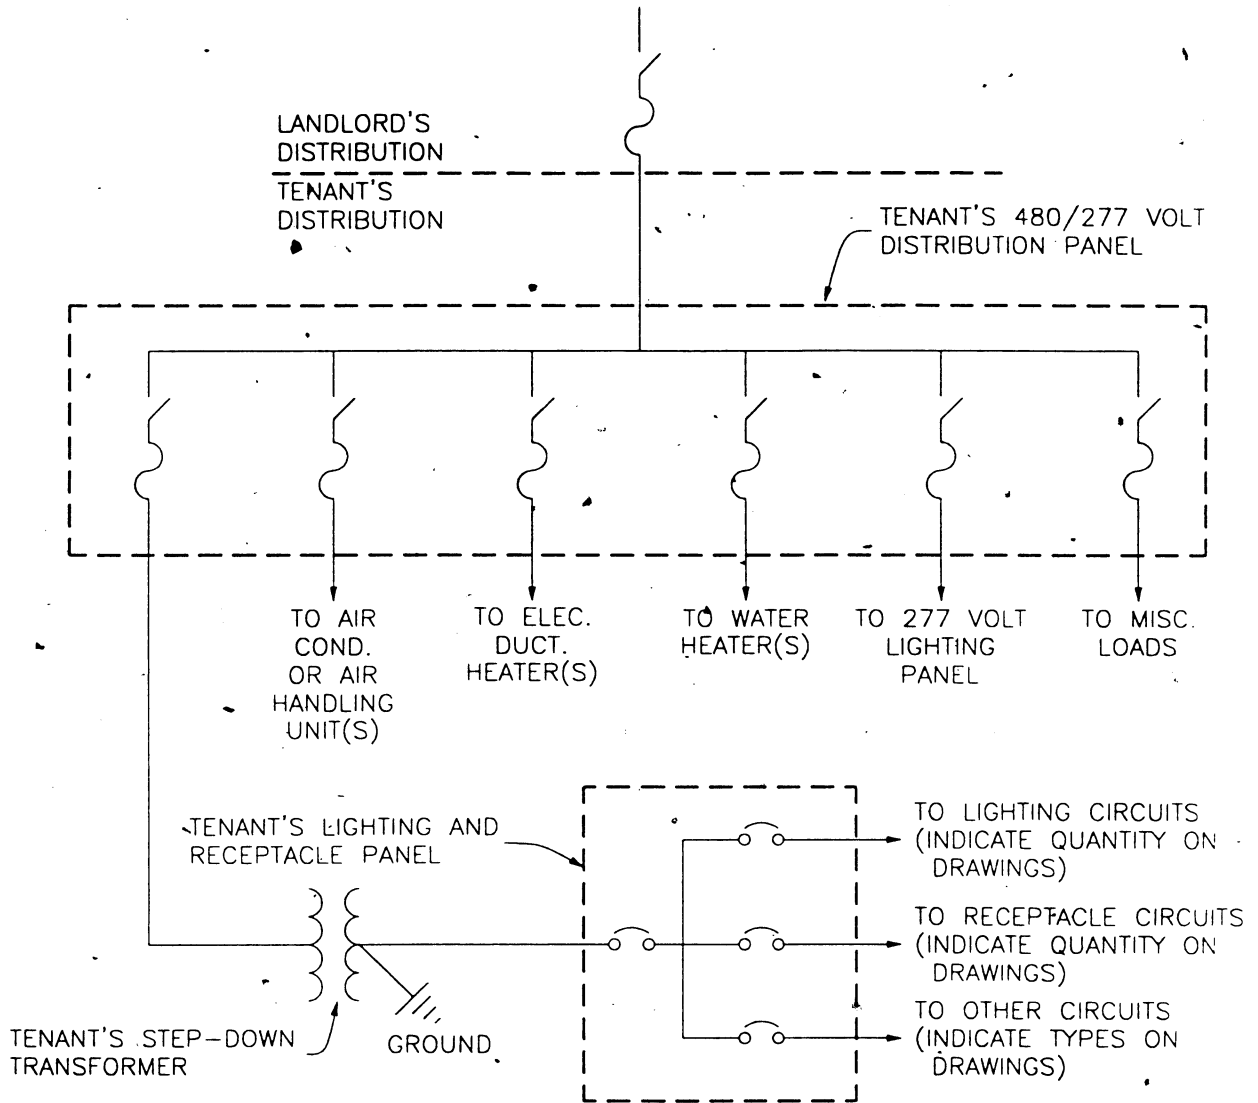 LANDLORD'S
DISTRIBUTION
TENANT'S
DISTRIBUTION
TENANT'S 480/277 VOLT
DISTRIBUTION PANEL
TO AIR
COND.
OR AIR
HANDLING
UNIT(S)
TO ELEC.
DUCT.
HEATER(S)
TO WATER
HEATER(S)
TO 277 VOLT
LIGHTING
PANEL
TO MISC.
LOADS
TENANT'S LIGHTING AND
RECEPTACLE PANEL
TO LIGHTING CIRCUITS
(INDICATE QUANTITY ON
DRAWINGS)
TO RECEPTACLE CIRCUITS
(INDICATE QUANTITY ON
DRAWINGS)
TO OTHER CIRCUITS
(INDICATE TYPES ON
DRAWINGS)
TENANT'S STEP-DOWN
TRANSFORMER
GROUND